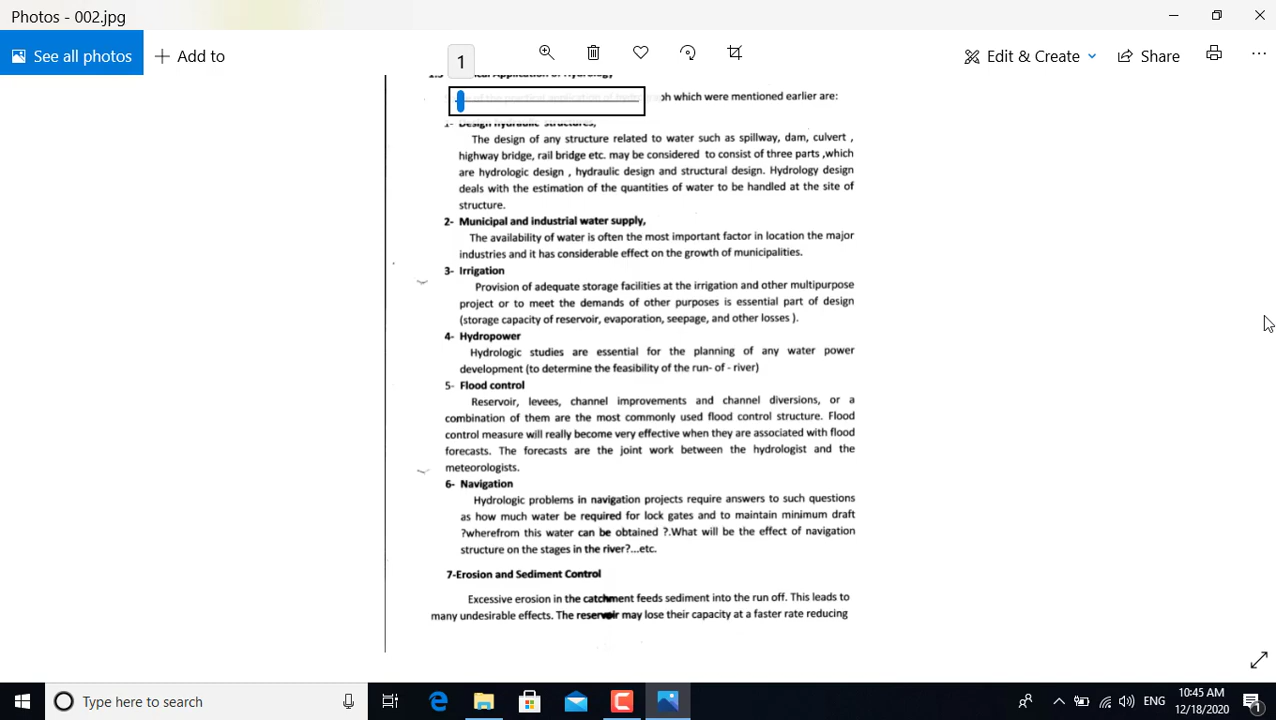 Photos - 002.jpg
See all photos
Add to
1
Edit & Create
Share
Application of Hydrology
ph which were mentioned earlier are:
1- Design hydraulic structures,
The design of any structure related to water such as spillway, dam, culvert ,
highway bridge, rail bridge etc. may be considered to consist of three parts ,which
are hydrologic design , hydraulic design and structural design. Hydrology design
deals with the estimation of the quantities of water to be handled at the site of
structure.
2- Municipal and industrial water supply,
The availability of water is often the most important factor in location the major
industries and it has considerable effect on the growth of municipalities.
3- Irrigation
Provision of adequate storage facilities at the irrigation and other multipurpose
project or to meet the demands of other purposes is essential part of design
(storage capacity of reservoir, evaporation, seepage, and other losses ).
4- Hydropower
Hydrologic studies are essential for the planning of any water power
development (to determine the feasibility of the run- of - river)
5- Flood control
Reservoir, levees, channel improvements and channel diversions, or a
combination of them are the most commonly used flood control structure. Flood
control measure will really become very effective when they are associated with flood
forecasts. The forecasts are the joint work between the hydrologist and the
meteorologists.
6- Navigation
Hydrologic problems in navigation projects require answers to such questions
as how much water be required for lock gates and to maintain minimum draft
?wherefrom this water can be obtained ?.What will be the effect of navigation
structure on the stages in the river?...etc.
7-Erosion and Sediment Control
Excessive erosion in the catchment feeds sediment into the run off. This leads to
many undesirable effects. The reservoir may lose their capacity at a faster rate reducing
Type here to search
ENG
10:45 AM
12/18/2020
1